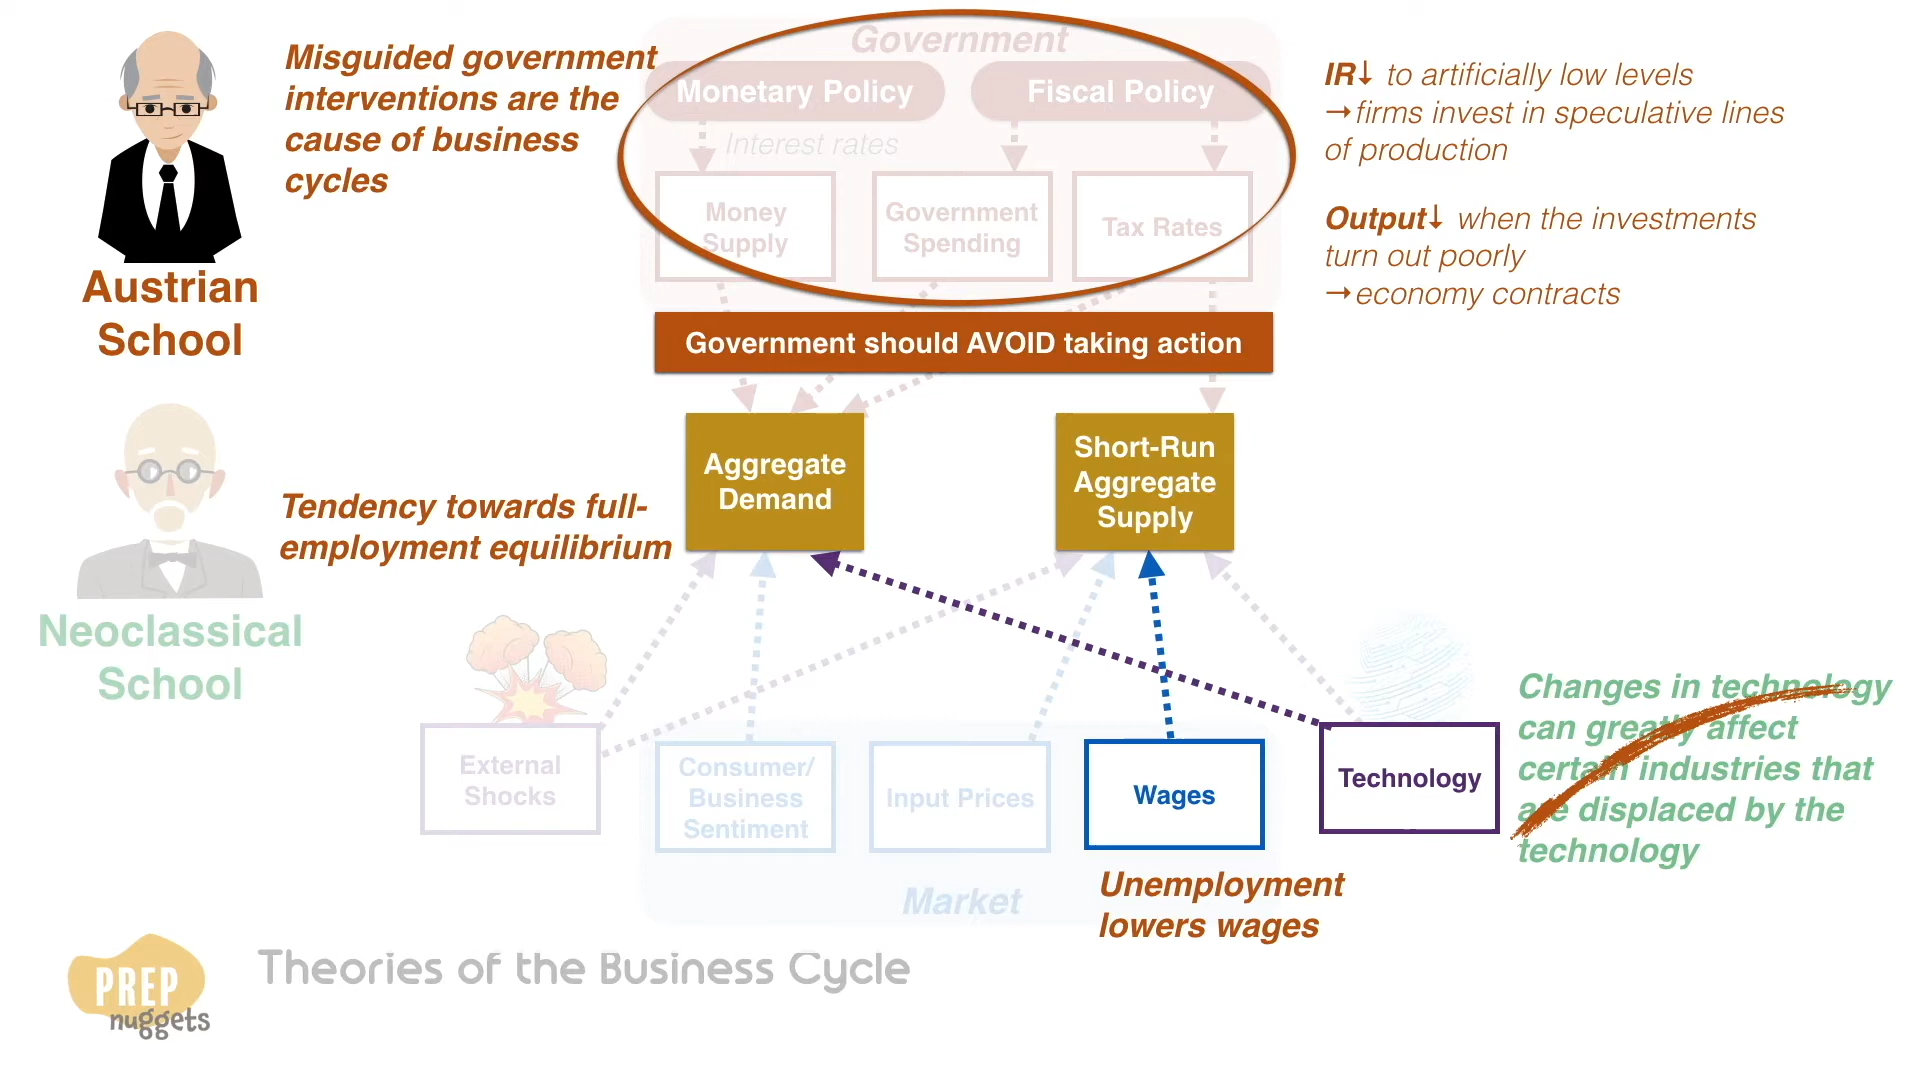 Misguided government
interventions are the
cause of business
cycles
Austrian
School
Government
Monetary Policy
Fiscal Policy
Interest rates
Money
Supply
Government
Spending
Tax Rates
IR↓ to artificially low levels
→firms invest in speculative lines
of production
Output↓ when the investments
turn out poorly
→economy contracts
Government should AVOID taking action
Aggregate
Demand
Short-Run
Aggregate
Supply
Tendency towards full-
employment equilibrium
Neoclassical
School
External
Shocks
Consumer/
Business
Sentiment
Input Prices
Wages
Technology
Changes in technology
can greatly affect
certain industries that
are displaced by the
technology
Market
Unemployment
lowers wages
PREP
nuggets
Theories of the Business Cycle